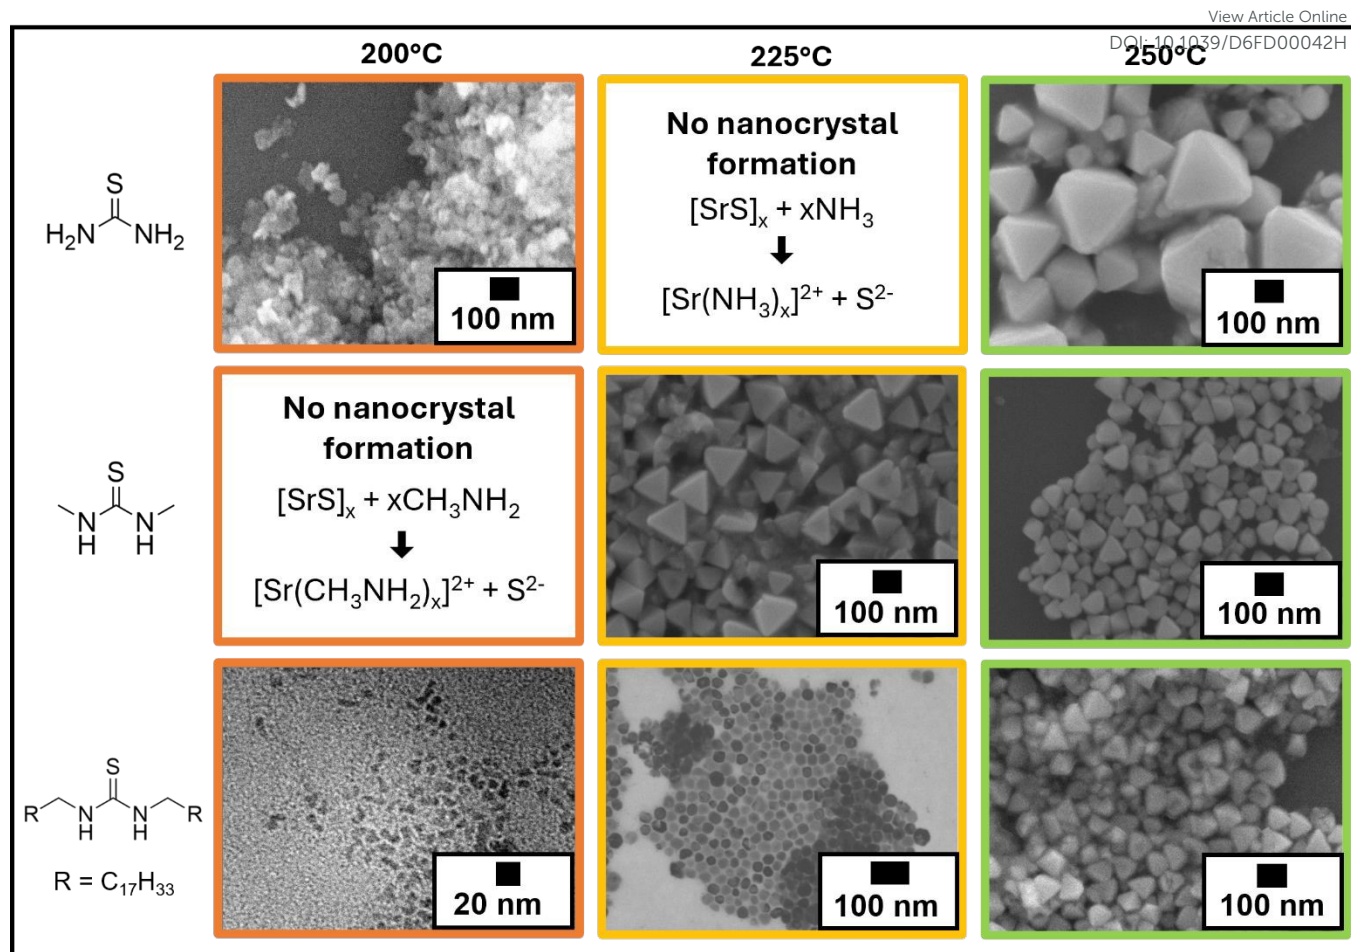 View Article Online
DOI: 10.1039/D6FD00042H
200°C 225°C 250°C
S
H₂N NH₂
100 nm
No nanocrystal
formation
[SrS]ₓ + xNH₃
[Sr(NH₃)ₓ]²⁺ + S²⁻
100 nm
S
N N
H H
No nanocrystal
formation
[SrS]ₓ + xCH₃NH₂
[Sr(CH₃NH₂)ₓ]²⁺ + S²⁻
100 nm
100 nm
S
R N N R
H H
R = C₁₇H₃₃
20 nm
100 nm
100 nm